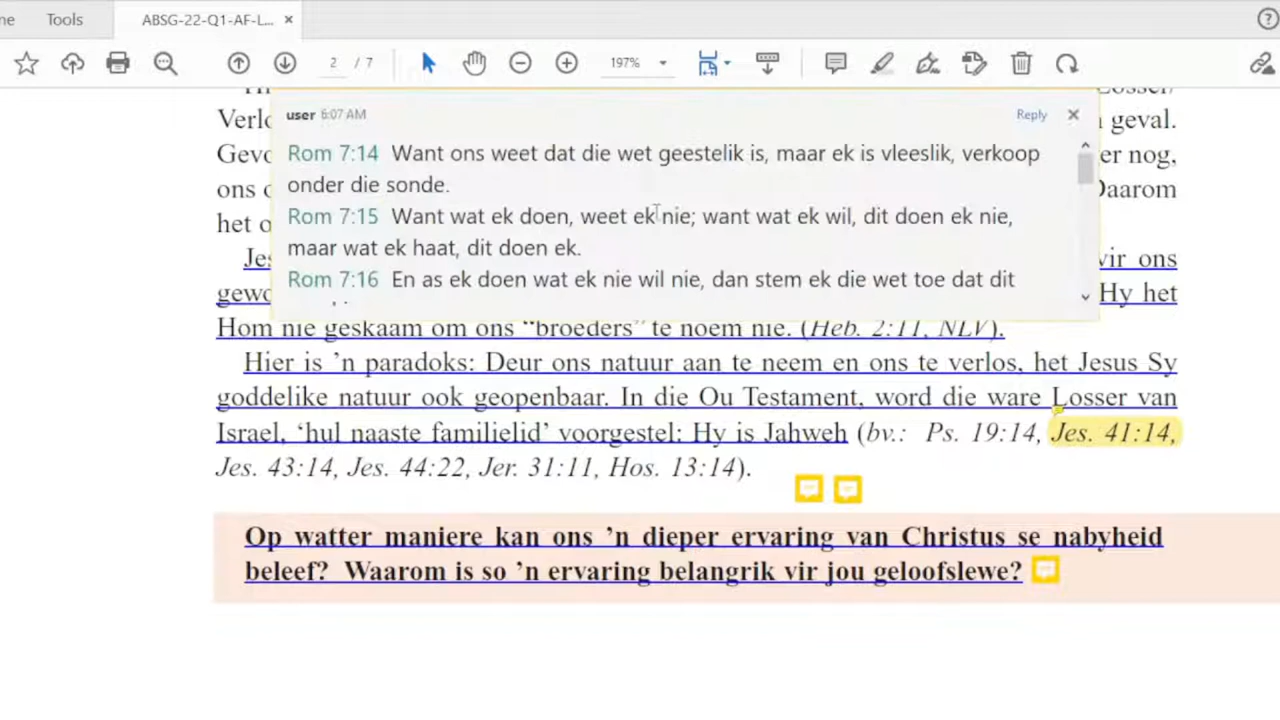 Tools
ABSG-22-Q1-AF-L... ×
2 / 7
197%
user 6:07 AM
Reply
Rom 7:14 Want ons weet dat die wet geestelik is, maar ek is vleeslik, verkoop
onder die sonde.
Rom 7:15 Want wat ek doen, weet ek nie; want wat ek wil, dit doen ek nie,
maar wat ek haat, dit doen ek.
Rom 7:16 En as ek doen wat ek nie wil nie, dan stem ek die wet toe dat dit
geval.
er nog,
ons
het
vir ons
Hy het
Hom nie geskaam om ons “broeders” te noem nie. (Heb. 2:11, NLV).
Hier is ’n paradoks: Deur ons natuur aan te neem en ons te verlos, het Jesus Sy
goddelike natuur ook geopenbaar. In die Ou Testament, word die ware Losser van
Israel, ‘hul naaste familielid’ voorgestel: Hy is Jahweh (bv.: Ps. 19:14, Jes. 41:14,
Jes. 43:14, Jes. 44:22, Jer. 31:11, Hos. 13:14).
Op watter maniere kan ons ’n dieper ervaring van Christus se nabyheid
beleef? Waarom is so ’n ervaring belangrik vir jou geloofslewe?